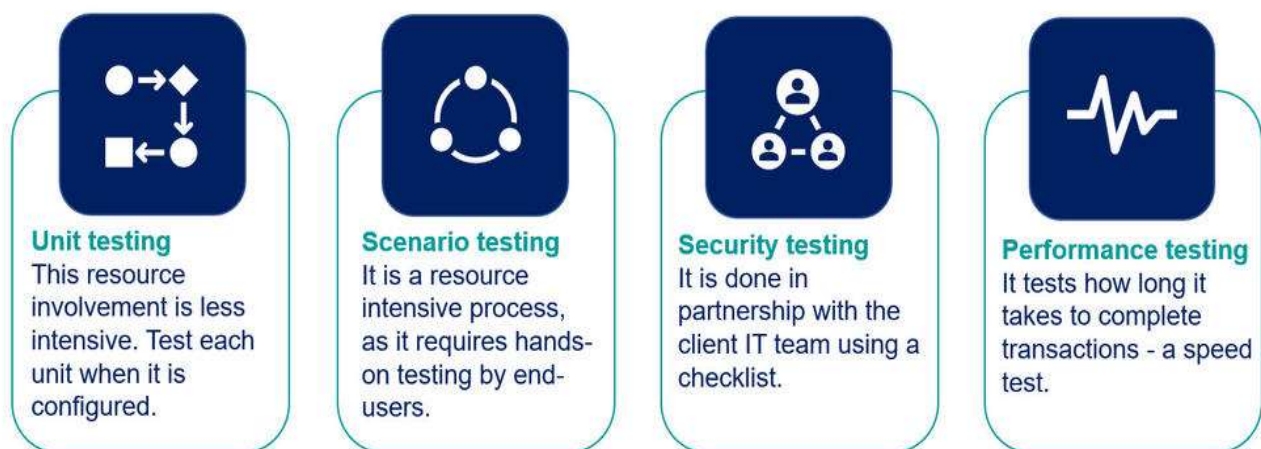 Unit testing
This resource
involvement is less
intensive. Test each
unit when it is
configured.
Scenario testing
It is a resource
intensive process,
as it requires hands-
on testing by end-
users.
Security testing
It is done in
partnership with the
client IT team using a
checklist.
Performance testing
It tests how long it
takes to complete
transactions - a speed
test.